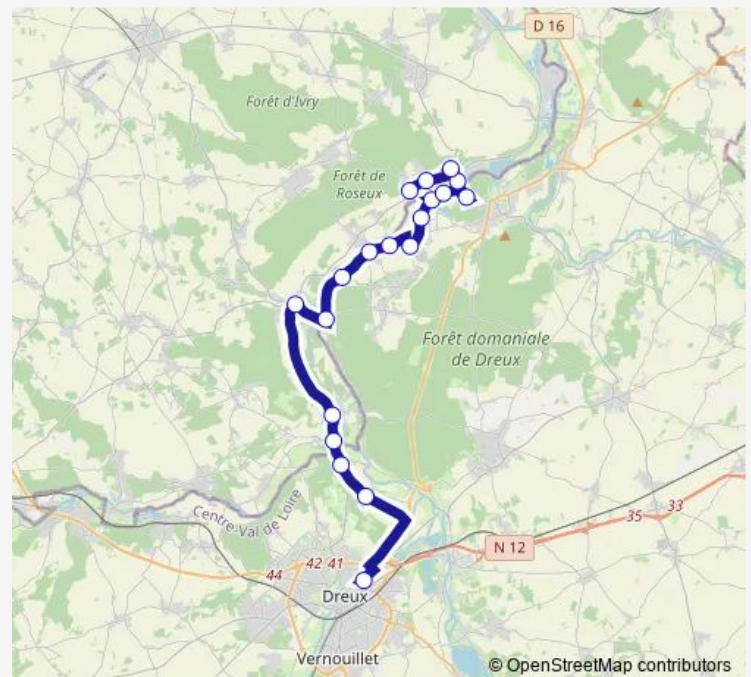 D 16
Forêt d'Ivry
Forêt de
Roseux
Forêt domaniale
de Dreux
Centre-Val de Loire
N 12
35
33
44
42 41
Dreux
Vernouillet
© OpenStreetMap contributors